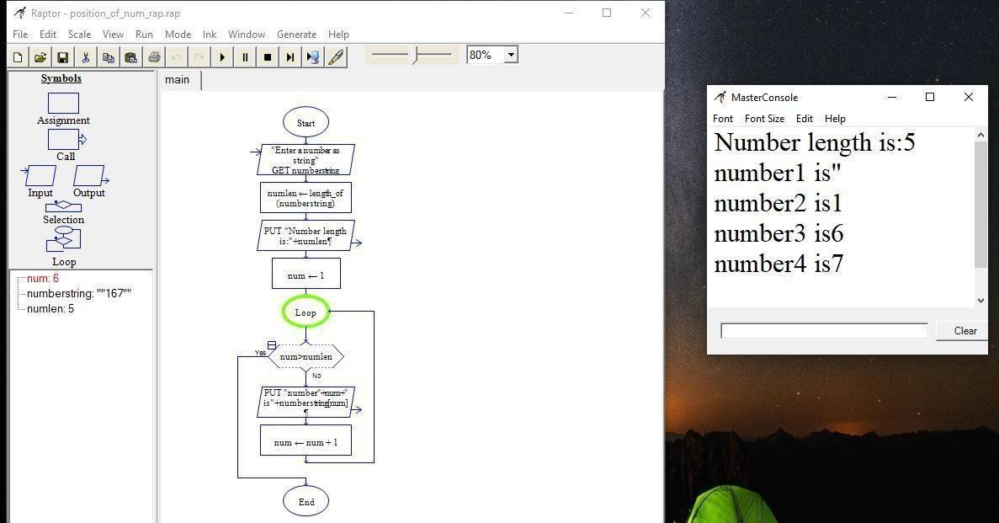 Raptor - position_of_num_rap.rap
File Edit Scale View Run Mode Ink Window Generate Help
80%
Symbols
Assignment
Call
Input Output
Selection
Loop
num: 6
numberstring: ""167""
numlen: 5
main
Start
"Enter a number as
string"
GET numberstring
numlen ← length_of
(numberstring)
PUT "Number length
is:"+numlen¶
num ← 1
Loop
Yes
num>numlen
No
PUT "number"+num+"
is"+numberstring[num]
¶
num ← num + 1
End
MasterConsole
Font Font Size Edit Help
Number length is:5
number1 is"
number2 is1
number3 is6
number4 is7
Clear